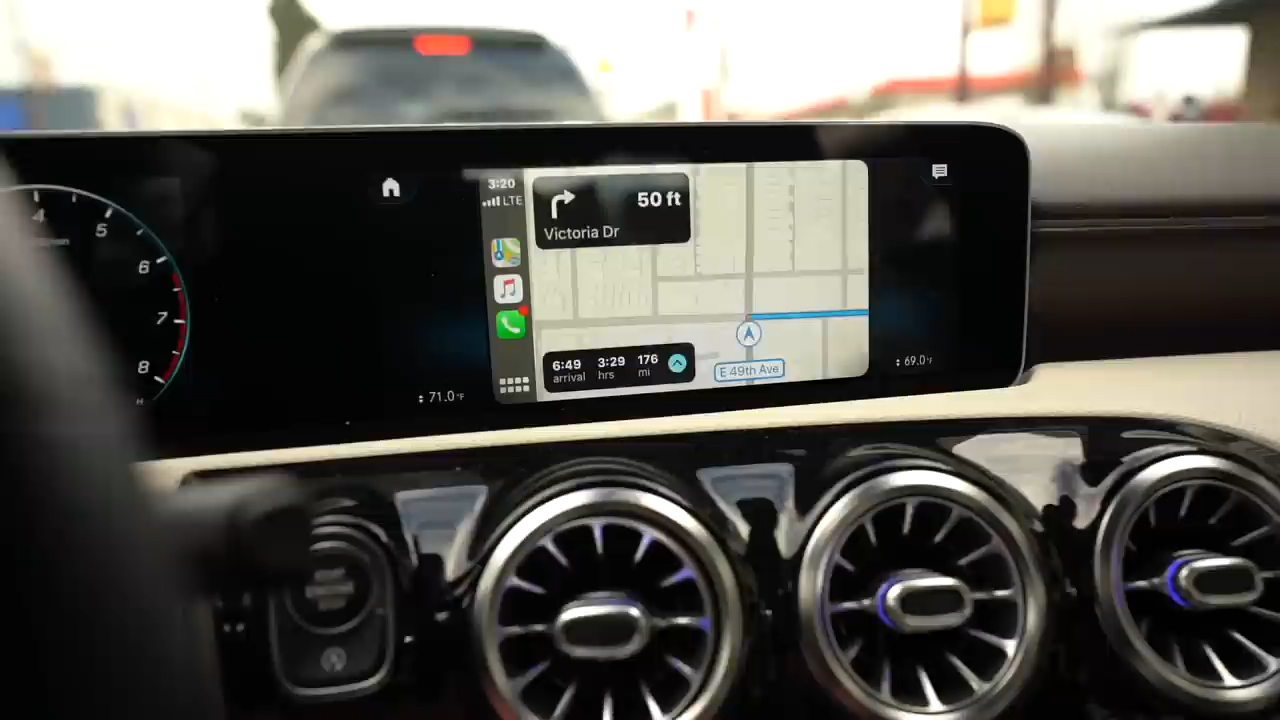 4
5
6
7
8
3:20
LTE
50 ft
Victoria Dr
6:49 3:29 176
arrival hrs mi
E 49th Ave
71.0°F
69.0°F